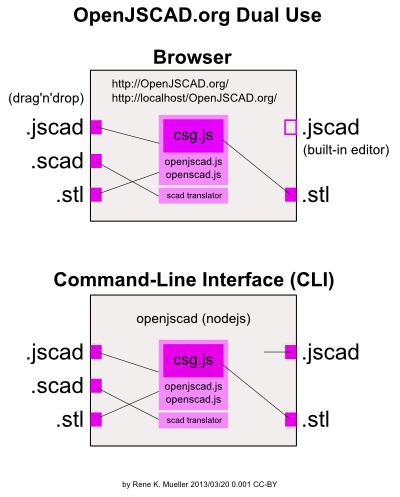 OpenJSCAD.org Dual Use
Browser
http://OpenJSCAD.org/
http://localhost/OpenJSCAD.org/
(drag'n'drop)
.jscad
.scad
.stl
csg.js
openjscad.js
openscad.js
scad translator
.jscad
(built-in editor)
.stl
Command-Line Interface (CLI)
openjscad (nodejs)
.jscad
.scad
.stl
csg.js
openjscad.js
openscad.js
scad translator
.jscad
.stl
by Rene K. Mueller 2013/03/20 0.001 CC-BY